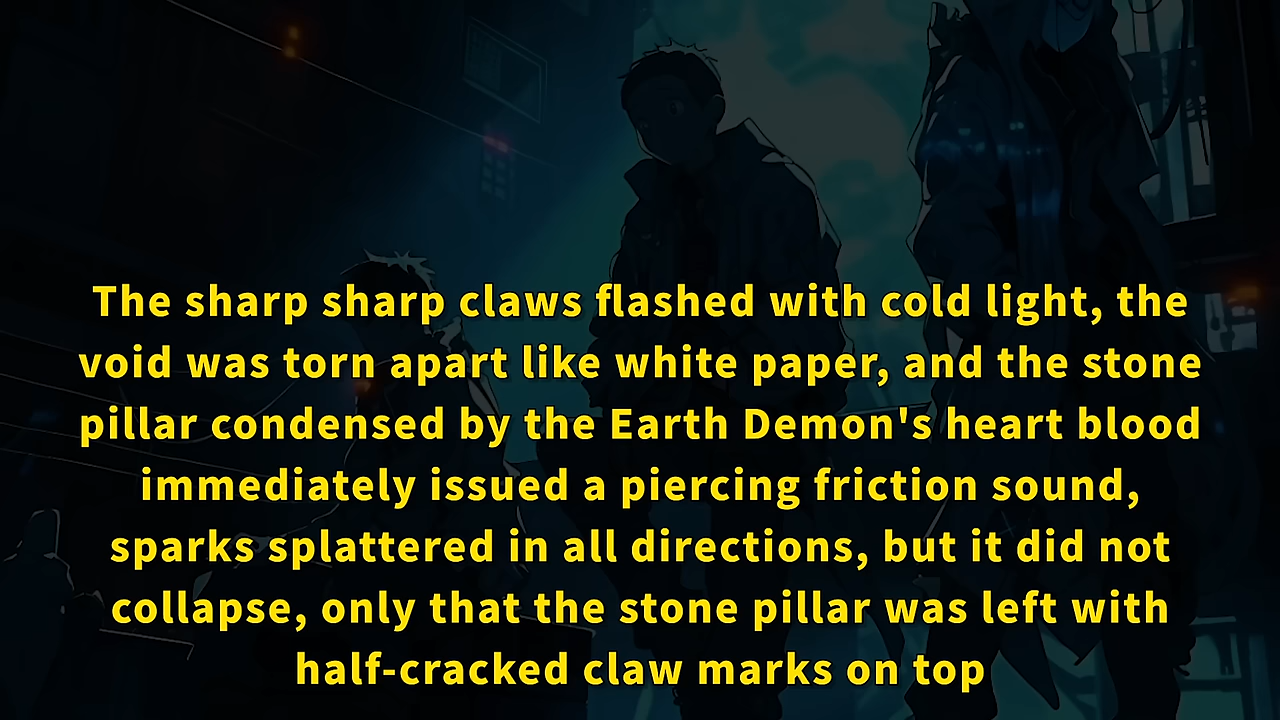 The sharp sharp claws flashed with cold light, the
void was torn apart like white paper, and the stone
pillar condensed by the Earth Demon's heart blood
immediately issued a piercing friction sound,
sparks splattered in all directions, but it did not
collapse, only that the stone pillar was left with
half-cracked claw marks on top